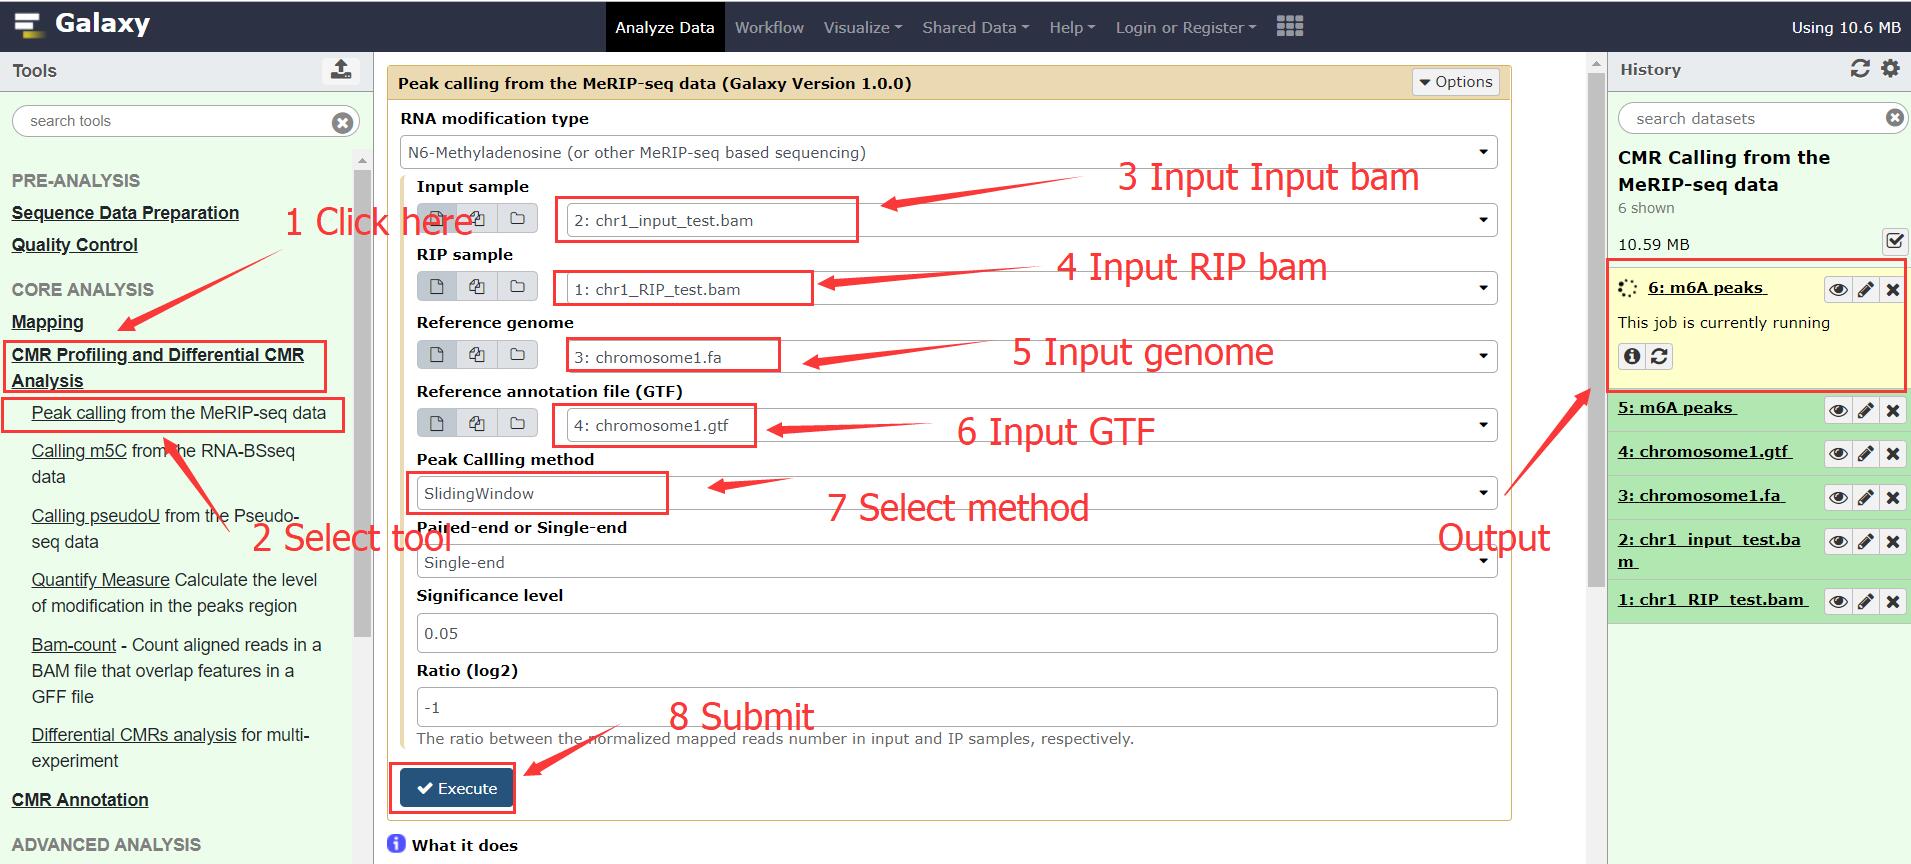 Galaxy
Analyze Data
Workflow
Visualize
Shared Data
Help
Login or Register
Using 10.6 MB
Tools
search tools
PRE-ANALYSIS
Sequence Data Preparation
Quality Control
1 Click here
CORE ANALYSIS
Mapping
CMR Profiling and Differential CMR
Analysis
Peak calling from the MeRIP-seq data
Calling m5C from the RNA-BSseq
data
Calling pseudoU from the Pseudo-
seq data
2 Select tool
Quantify Measure Calculate the level
of modification in the peaks region
Bam-count - Count aligned reads in a
BAM file that overlap features in a
GFF file
Differential CMRs analysis for multi-
experiment
CMR Annotation
ADVANCED ANALYSIS
Peak calling from the MeRIP-seq data (Galaxy Version 1.0.0)
Options
RNA modification type
N6-Methyladenosine (or other MeRIP-seq based sequencing)
Input sample
3 Input Input bam
2: chr1_input_test.bam
RIP sample
4 Input RIP bam
1: chr1_RIP_test.bam
Reference genome
5 Input genome
3: chromosome1.fa
Reference annotation file (GTF)
6 Input GTF
4: chromosome1.gtf
Peak Callling method
SlidingWindow
7 Select method
Paired-end or Single-end
Single-end
Significance level
0.05
Ratio (log2)
-1
8 Submit
The ratio between the normalized mapped reads number in input and IP samples, respectively.
Execute
What it does
Output
History
search datasets
CMR Calling from the
MeRIP-seq data
6 shown
10.59 MB
6: m6A peaks
This job is currently running
5: m6A peaks
4: chromosome1.gtf
3: chromosome1.fa
2: chr1_input_test.ba
m
1: chr1_RIP_test.bam